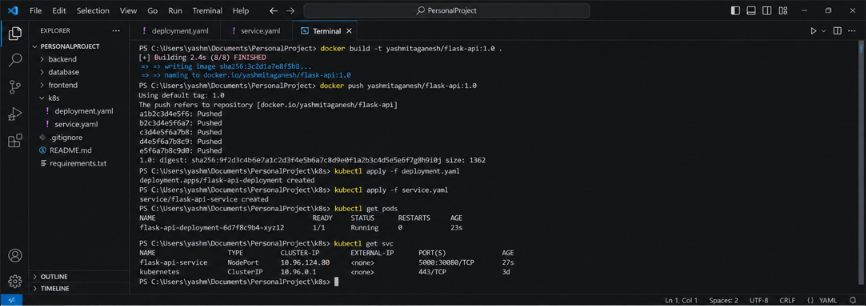 File Edit Selection View Go Run Terminal Help
PersonalProject
EXPLORER
deployment.yaml
service.yaml
Terminal
PERSONALPROJECT
backend
database
frontend
k8s
deployment.yaml
service.yaml
.gitignore
README.md
requirements.txt
OUTLINE
TIMELINE
PS C:\Users\yashm\Documents\PersonalProject> docker build -t yashmitaganesh/flask-api:1.0 .
[+] Building 2.4s (8/8) FINISHED
=> => writing image sha256:3c2d1a7e8f5b8...
=> => naming to docker.io/yashmitaganesh/flask-api:1.0
PS C:\Users\yashm\Documents\PersonalProject> docker push yashmitaganesh/flask-api:1.0
Using default tag: 1.0
The push refers to repository [docker.io/yashmitaganesh/flask-api]
a1b2c3d4e5f6: Pushed
b2c3d4e5f6a7: Pushed
c3d4e5f6a7b8: Pushed
d4e5f6a7b8c9: Pushed
e5f6a7b8c9d0: Pushed
1.0: digest: size: 1362
PS C:\Users\yashm\Documents\PersonalProject\k8s> kubectl apply -f deployment.yaml
deployment.apps/flask-api-deployment created
PS C:\Users\yashm\Documents\PersonalProject\k8s> kubectl apply -f service.yaml
service/flask-api-service created
PS C:\Users\yashm\Documents\PersonalProject\k8s> kubectl get pods
NAME READY STATUS RESTARTS AGE
flask-api-deployment-6d7f8c9b4-xyz12 1/1 Running 0 23s
PS C:\Users\yashm\Documents\PersonalProject\k8s> kubectl get svc
NAME TYPE CLUSTER-IP EXTERNAL-IP PORT(S) AGE
flask-api-service NodePort 10.96.124.80 <none> 5000:30080/TCP 27s
kubernetes ClusterIP 10.96.0.1 <none> 443/TCP 3d
PS C:\Users\yashm\Documents\PersonalProject\k8s>
Ln 1, Col 1 Spaces: 2 UTF-8 CRLF {} YAML